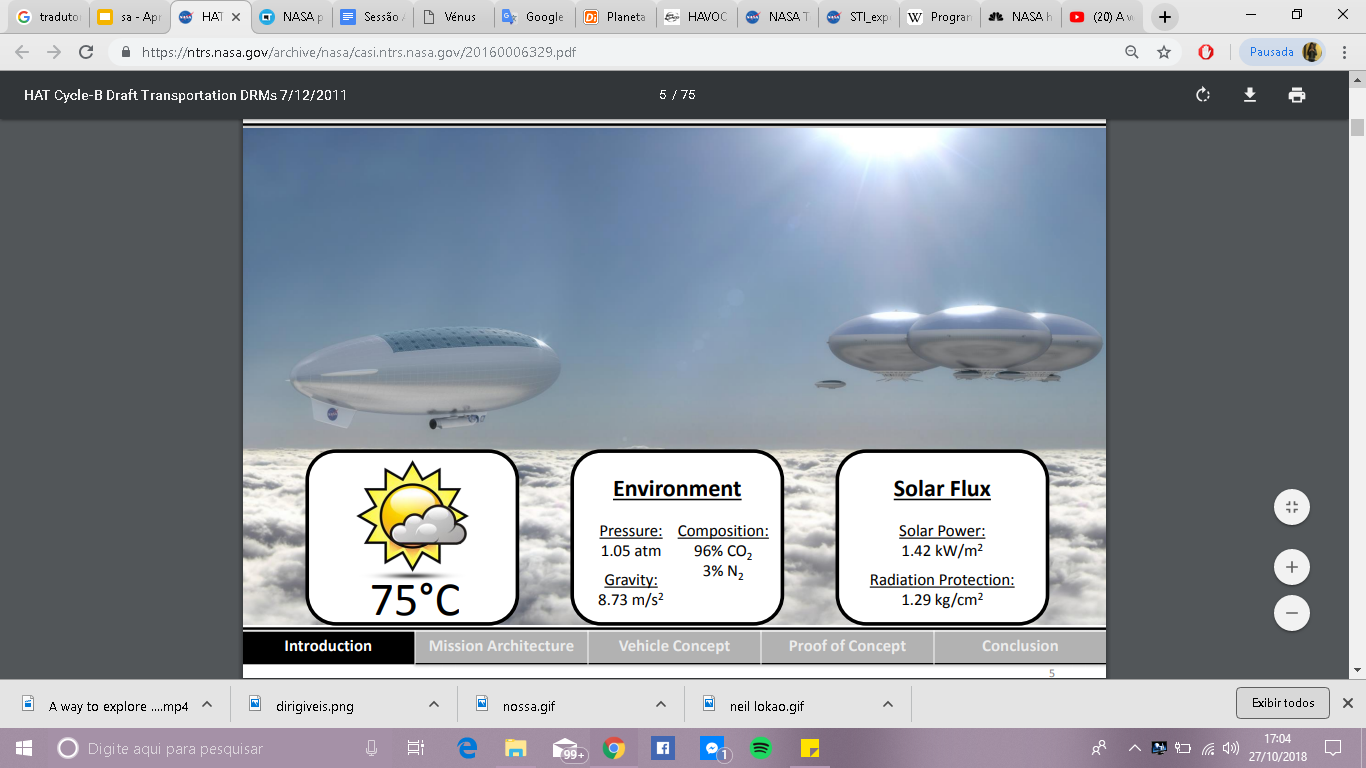 tradutor
sa - Apr
HAT
NASA p
Sessão /
Vênus
Google
Planeta
HAVOC
NASA T
STI_exp
Program
NASA h
(20) A w
https://ntrs.nasa.gov/archive/nasa/casi.ntrs.nasa.gov/20160006329.pdf
Pausada
HAT Cycle-B Draft Transportation DRMs 7/12/2011
5 / 75
75°C
Environment
Pressure:
1.05 atm
Gravity:
8.73 m/s²
Composition:
96% CO₂
3% N₂
Solar Flux
Solar Power:
1.42 kW/m²
Radiation Protection:
1.29 kg/cm²
Introduction
Mission Architecture
Vehicle Concept
Proof of Concept
Conclusion
5
A way to explore ....mp4
dirigiveis.png
nossa.gif
neil lokao.gif
Exibir todos
Digite aqui para pesquisar
99+
1
17:04
27/10/2018